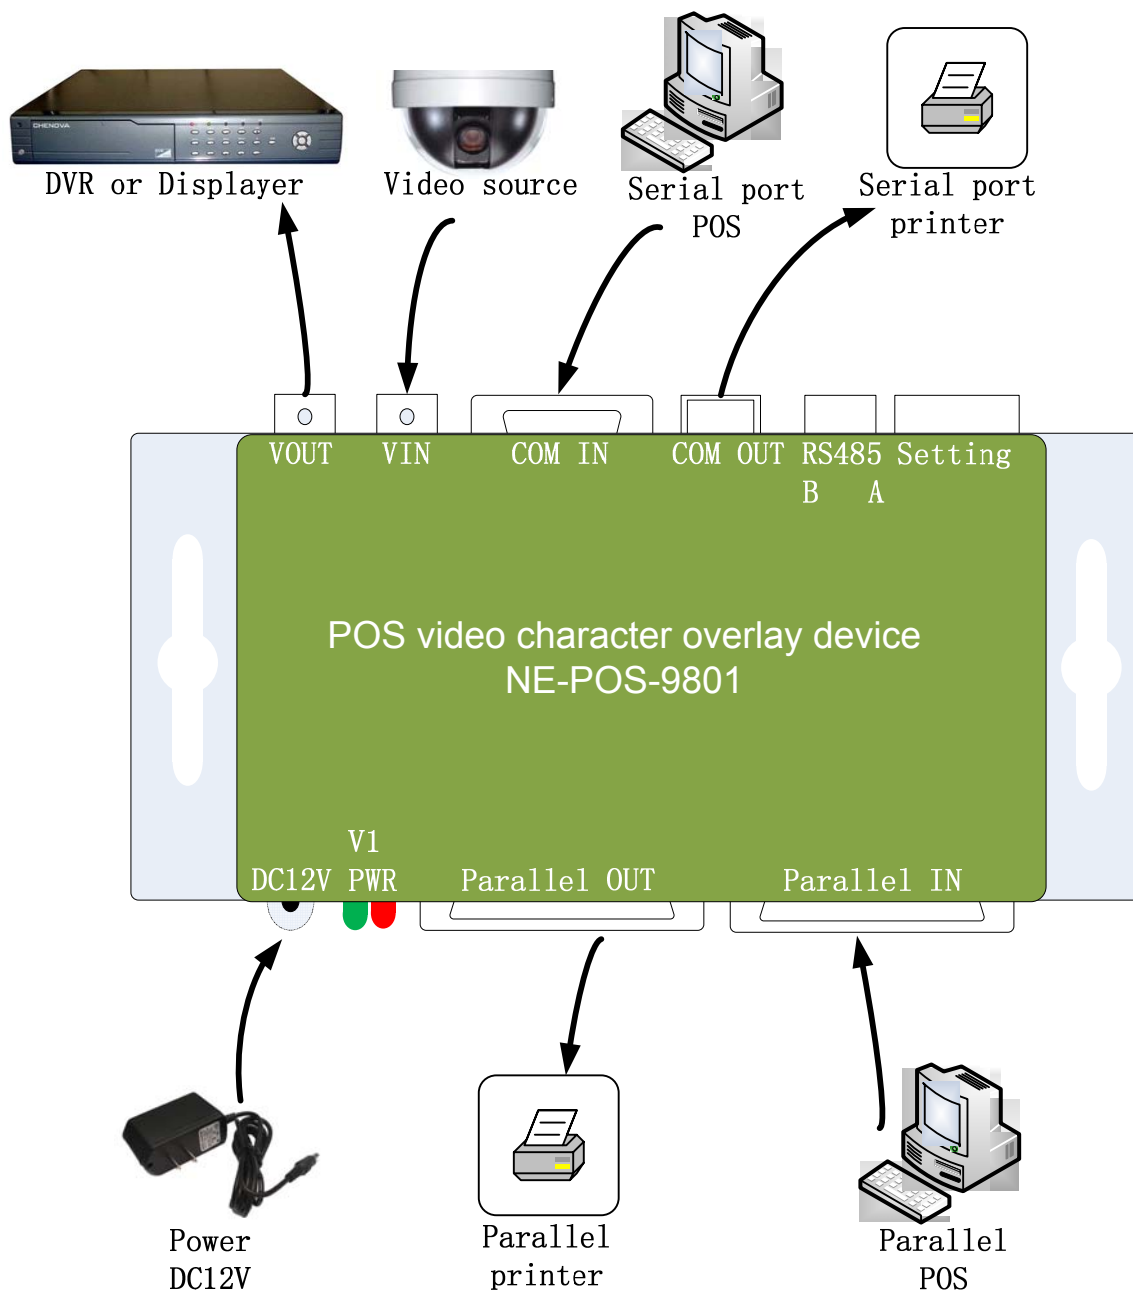 CHENOVA
DVR or Displayer
Video source
Serial port
POS
Serial port
printer
VOUT
VIN
COM IN
COM OUT
RS485
Setting
B
A
POS video character overlay device
NE-POS-9801
V1
DC12V
PWR
Parallel OUT
Parallel IN
Power
DC12V
Parallel
printer
Parallel
POS